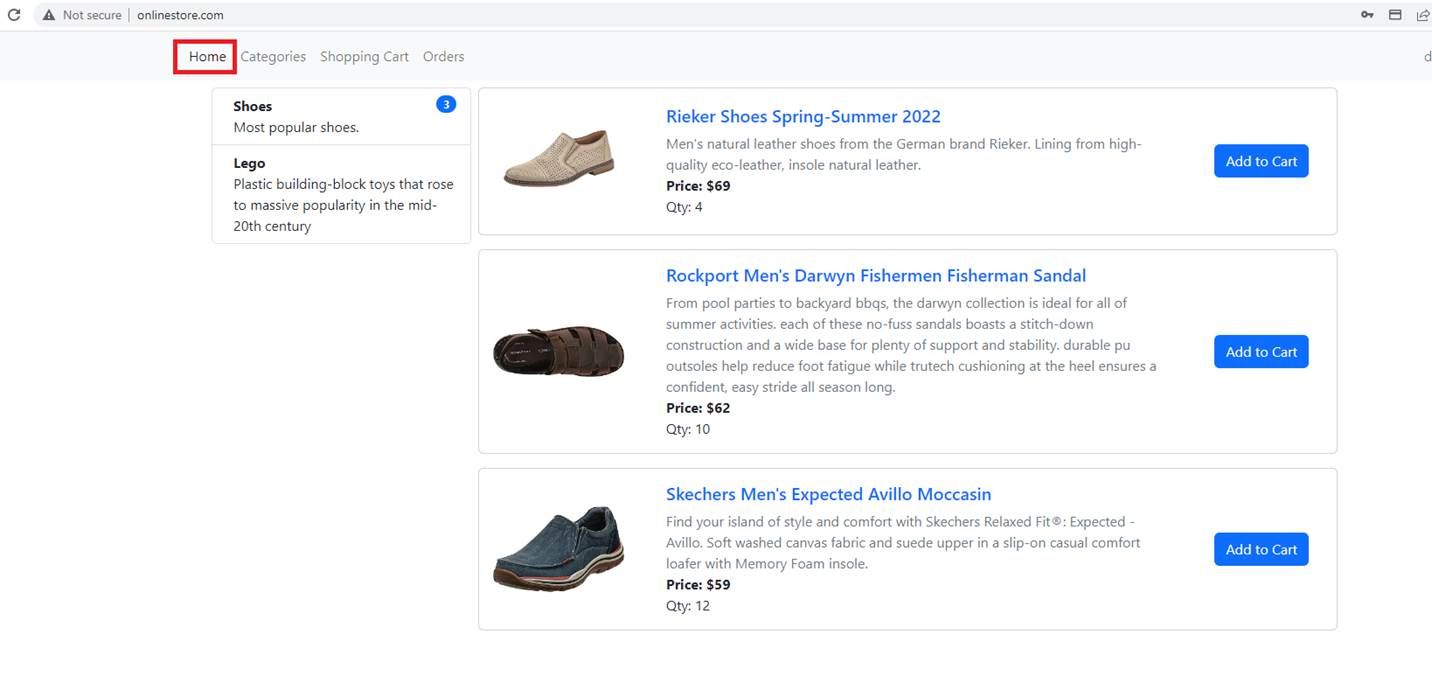 Not secure
onlinestore.com
Home Categories Shopping Cart Orders d
Shoes 3
Most popular shoes.
Lego
Plastic building-block toys that rose
to massive popularity in the mid-
20th century
Rieker Shoes Spring-Summer 2022
Men's natural leather shoes from the German brand Rieker. Lining from high-
quality eco-leather, insole natural leather.
Price: $69
Qty: 4
Add to Cart
Rockport Men's Darwyn Fishermen Fisherman Sandal
From pool parties to backyard bbqs, the darwyn collection is ideal for all of
summer activities. each of these no-fuss sandals boasts a stitch-down
construction and a wide base for plenty of support and stability. durable pu
outsoles help reduce foot fatigue while trutech cushioning at the heel ensures a
confident, easy stride all season long.
Price: $62
Qty: 10
Add to Cart
Skechers Men's Expected Avillo Moccasin
Find your island of style and comfort with Skechers Relaxed Fit®: Expected -
Avillo. Soft washed canvas fabric and suede upper in a slip-on casual comfort
loafer with Memory Foam insole.
Price: $59
Qty: 12
Add to Cart